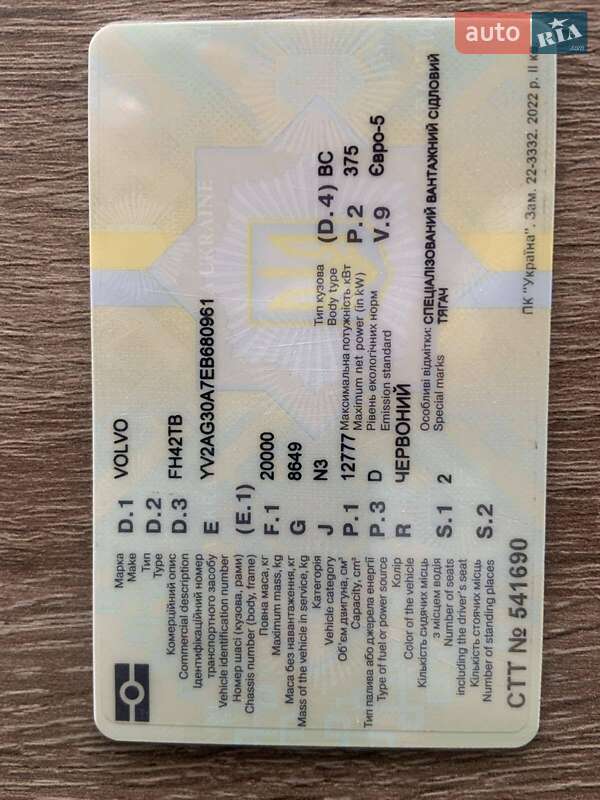 auto RIA.com
UKRAINE
Марка D.1 VOLVO
Make
Тип D.2
Type
Комерційний опис D.3 FH42TB
Commercial description
Ідентифікаційний номер E YV2AG30A7EB680961
транспортного засобу
Vehicle identification number
Номер шасі (кузова, рами) (E.1)
Chassis number (body, frame)
Повна маса, кг F.1 20000
Maximum mass, kg
Маса без навантаження, кг G 8649
Mass of the vehicle in service, kg
Категорія J N3 Тип кузова (D.4) ВС
Vehicle category Body type
Об'єм двигуна, см³ P.1 12777 Максимальна потужність, кВт P.2 375
Capacity, cm³ Maximum net power (in kW)
Тип палива або джерела енергії P.3 D Рівень екологічних норм V.9 Євро-5
Type of fuel or power source Emission standard
Колір R ЧЕРВОНИЙ
Color of the vehicle
Кількість сидячих місць S.1 2 Особливі відмітки: СПЕЦІАЛІЗОВАНИЙ ВАНТАЖНИЙ СІДЛОВИЙ
з місцем водія Special marks ТЯГАЧ
Number of seats
including the driver's seat
Кількість стоячих місць S.2
Number of standing places
СТТ № 541690
ПК "Україна". Зам. 22-3332. 2022 р. ІІ к